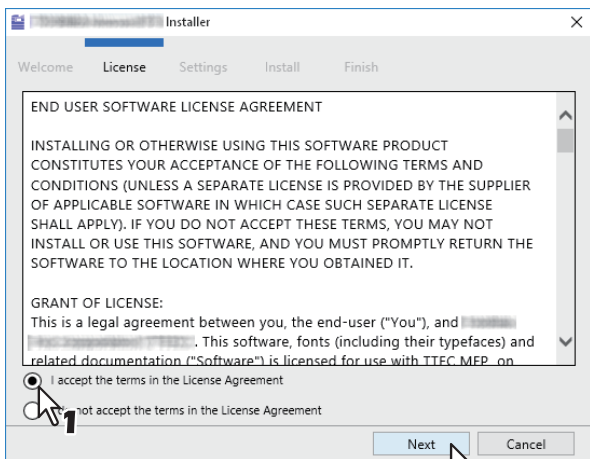 Installer
Welcome License Settings Install Finish
END USER SOFTWARE LICENSE AGREEMENT
INSTALLING OR OTHERWISE USING THIS SOFTWARE PRODUCT
CONSTITUTES YOUR ACCEPTANCE OF THE FOLLOWING TERMS AND
CONDITIONS (UNLESS A SEPARATE LICENSE IS PROVIDED BY THE SUPPLIER
OF APPLICABLE SOFTWARE IN WHICH CASE SUCH SEPARATE LICENSE
SHALL APPLY). IF YOU DO NOT ACCEPT THESE TERMS, YOU MAY NOT
INSTALL OR USE THIS SOFTWARE, AND YOU MUST PROMPTLY RETURN THE
SOFTWARE TO THE LOCATION WHERE YOU OBTAINED IT.
GRANT OF LICENSE:
This is a legal agreement between you, the end-user ("You"), and
. This software, fonts (including their typefaces) and
related documentation ("Software") is licensed for use with TTEC MFP on
I accept the terms in the License Agreement
not accept the terms in the License Agreement
1
Next Cancel